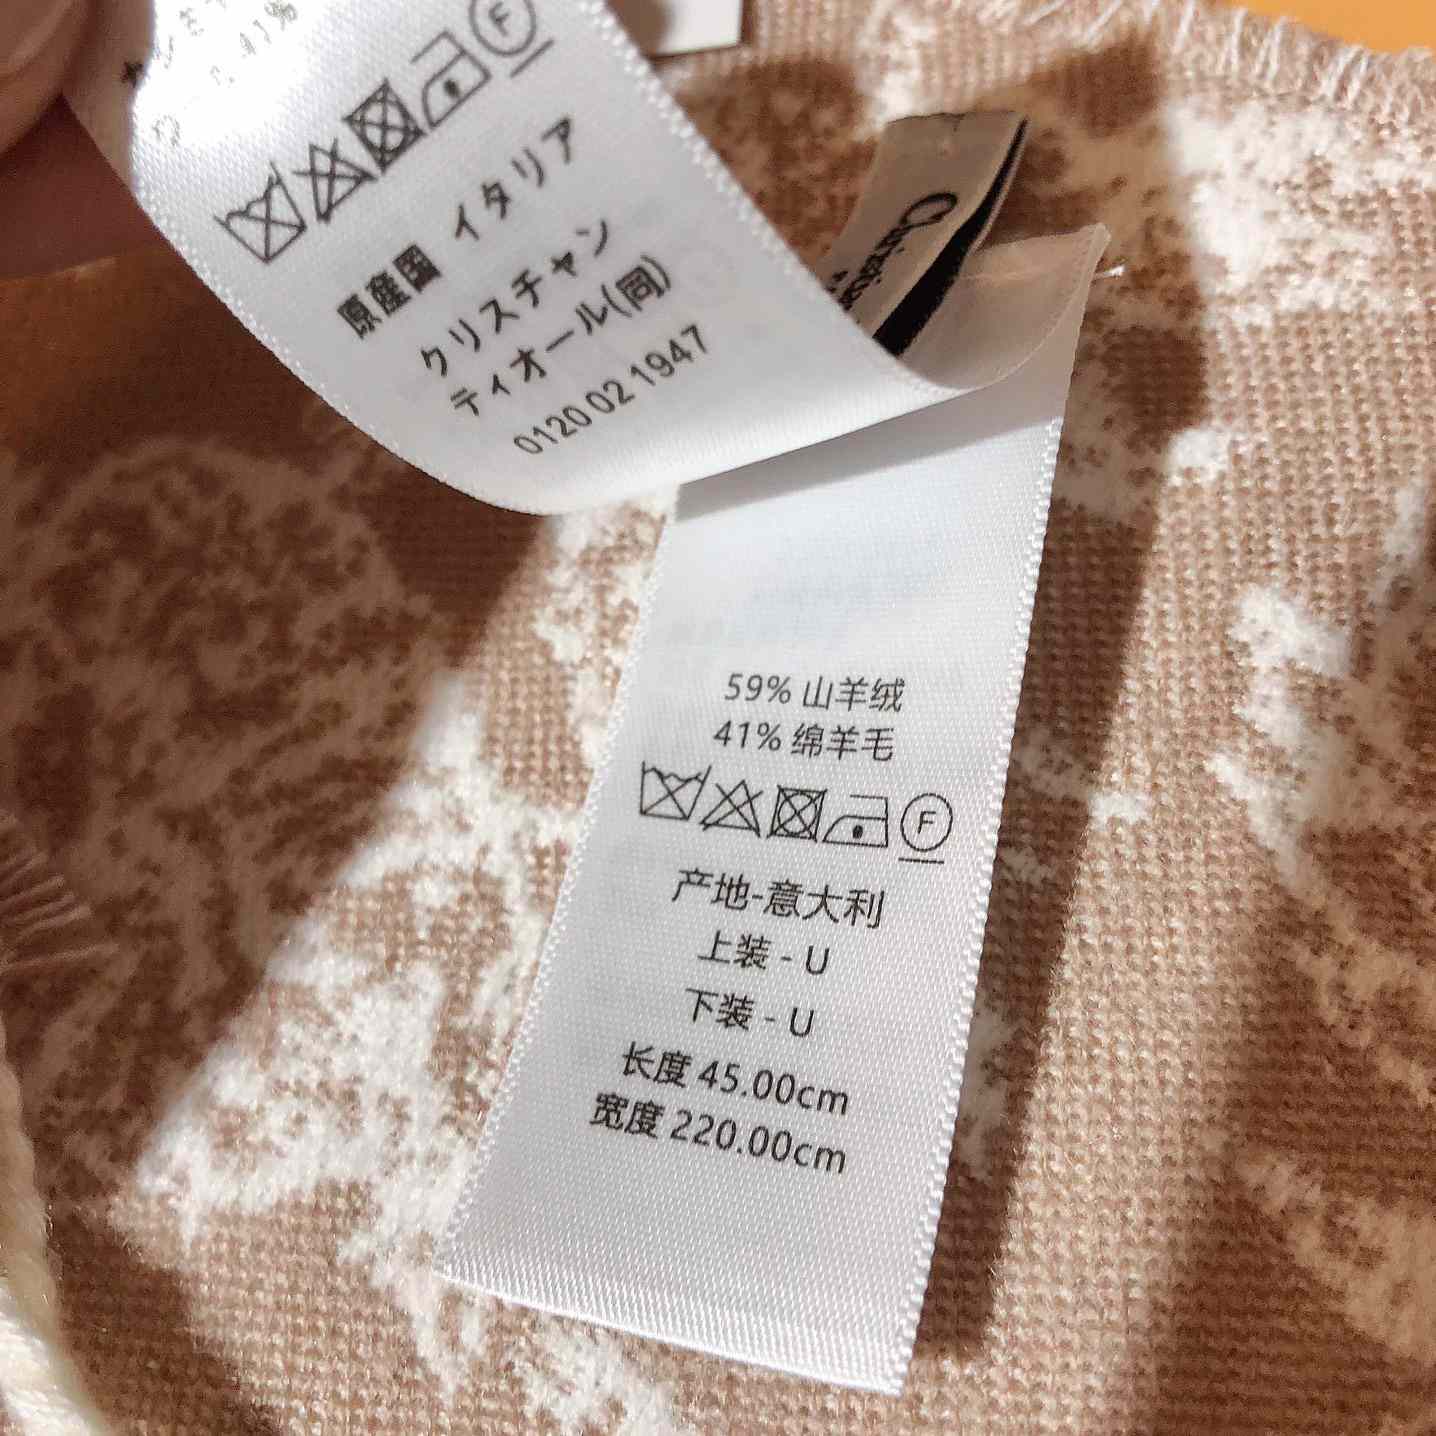 41%
F
原産国 イタリア
クリスチャン
ディオール(同)
0120 02 1947
59% 山羊绒
41% 绵羊毛
F
产地-意大利
上装 - U
下装 - U
长度 45.00cm
宽度 220.00cm